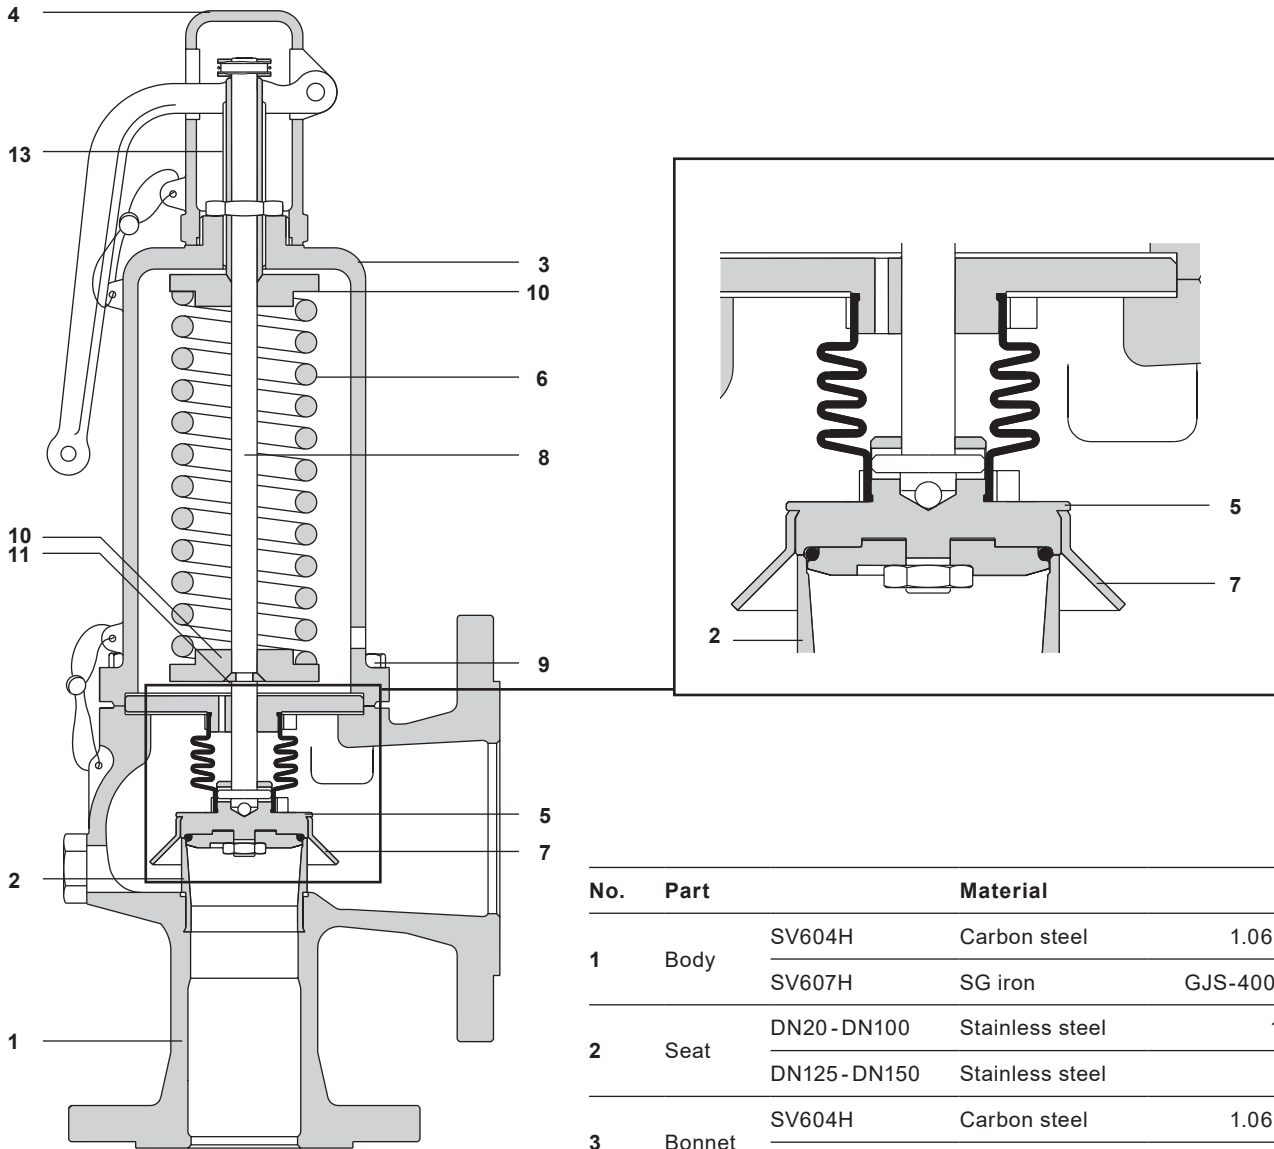 4
13
3
10
6
8
10
11
9
5
7
2
1
5
7
2
No. Part Material
1 Body SV604H Carbon steel 1.06
SV607H SG iron GJS-400
2 Seat DN20-DN100 Stainless steel 1
DN125-DN150 Stainless steel
3 Bonnet SV604H Carbon steel 1.06